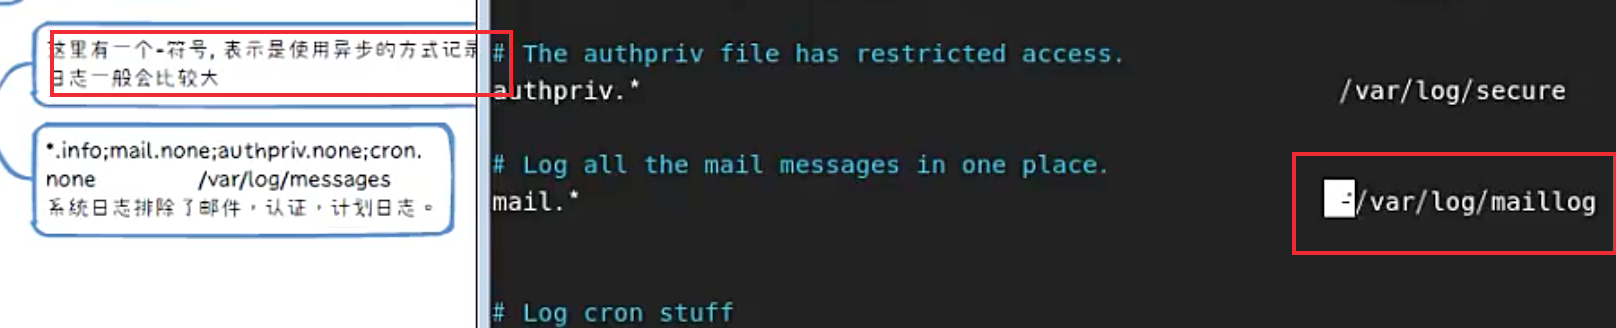 这里有一个-符号, 表示是使用异步的方式记录
日志一般会比较大
*.info;mail.none;authpriv.none;cron.
none /var/log/messages
系统日志排除了邮件，认证，计划日志。
# The authpriv file has restricted access.
authpriv.* /var/log/secure
# Log all the mail messages in one place.
mail.* -/var/log/maillog
# Log cron stuff